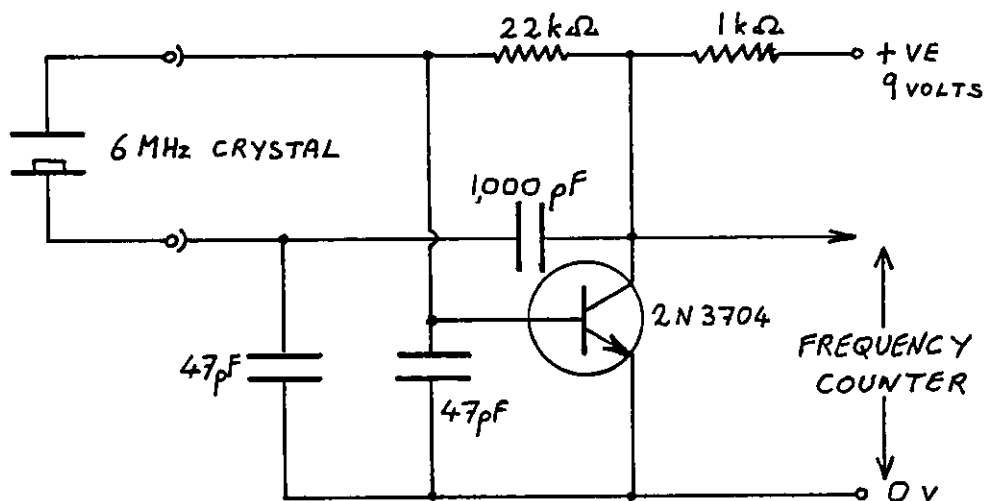 22kΩ
1kΩ
+ VE
9 VOLTS
6 MHz CRYSTAL
1,000 pF
2N3704
47pF
47pF
FREQUENCY
COUNTER
0 V